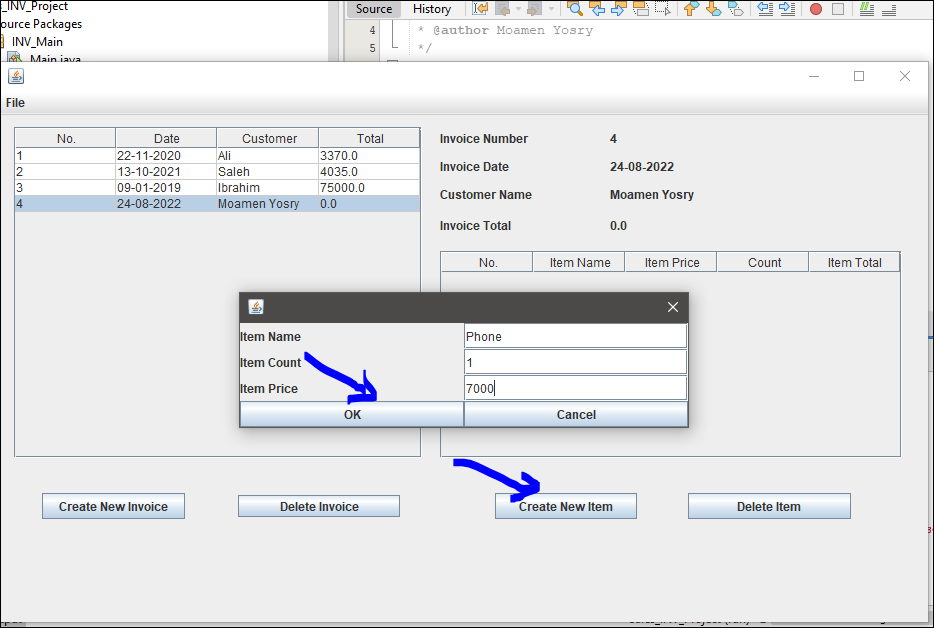 _INV_Project
ource Packages
INV_Main
Main.java
Source History
4 * @author Moamen Yosry
5 */
File
No. Date Customer Total
1 22-11-2020 Ali 3370.0
2 13-10-2021 Saleh 4035.0
3 09-01-2019 Ibrahim 75000.0
4 24-08-2022 Moamen Yosry 0.0
Invoice Number 4
Invoice Date 24-08-2022
Customer Name Moamen Yosry
Invoice Total 0.0
No. Item Name Item Price Count Item Total
Item Name Phone
Item Count 1
Item Price 7000
OK Cancel
Create New Invoice Delete Invoice Create New Item Delete Item